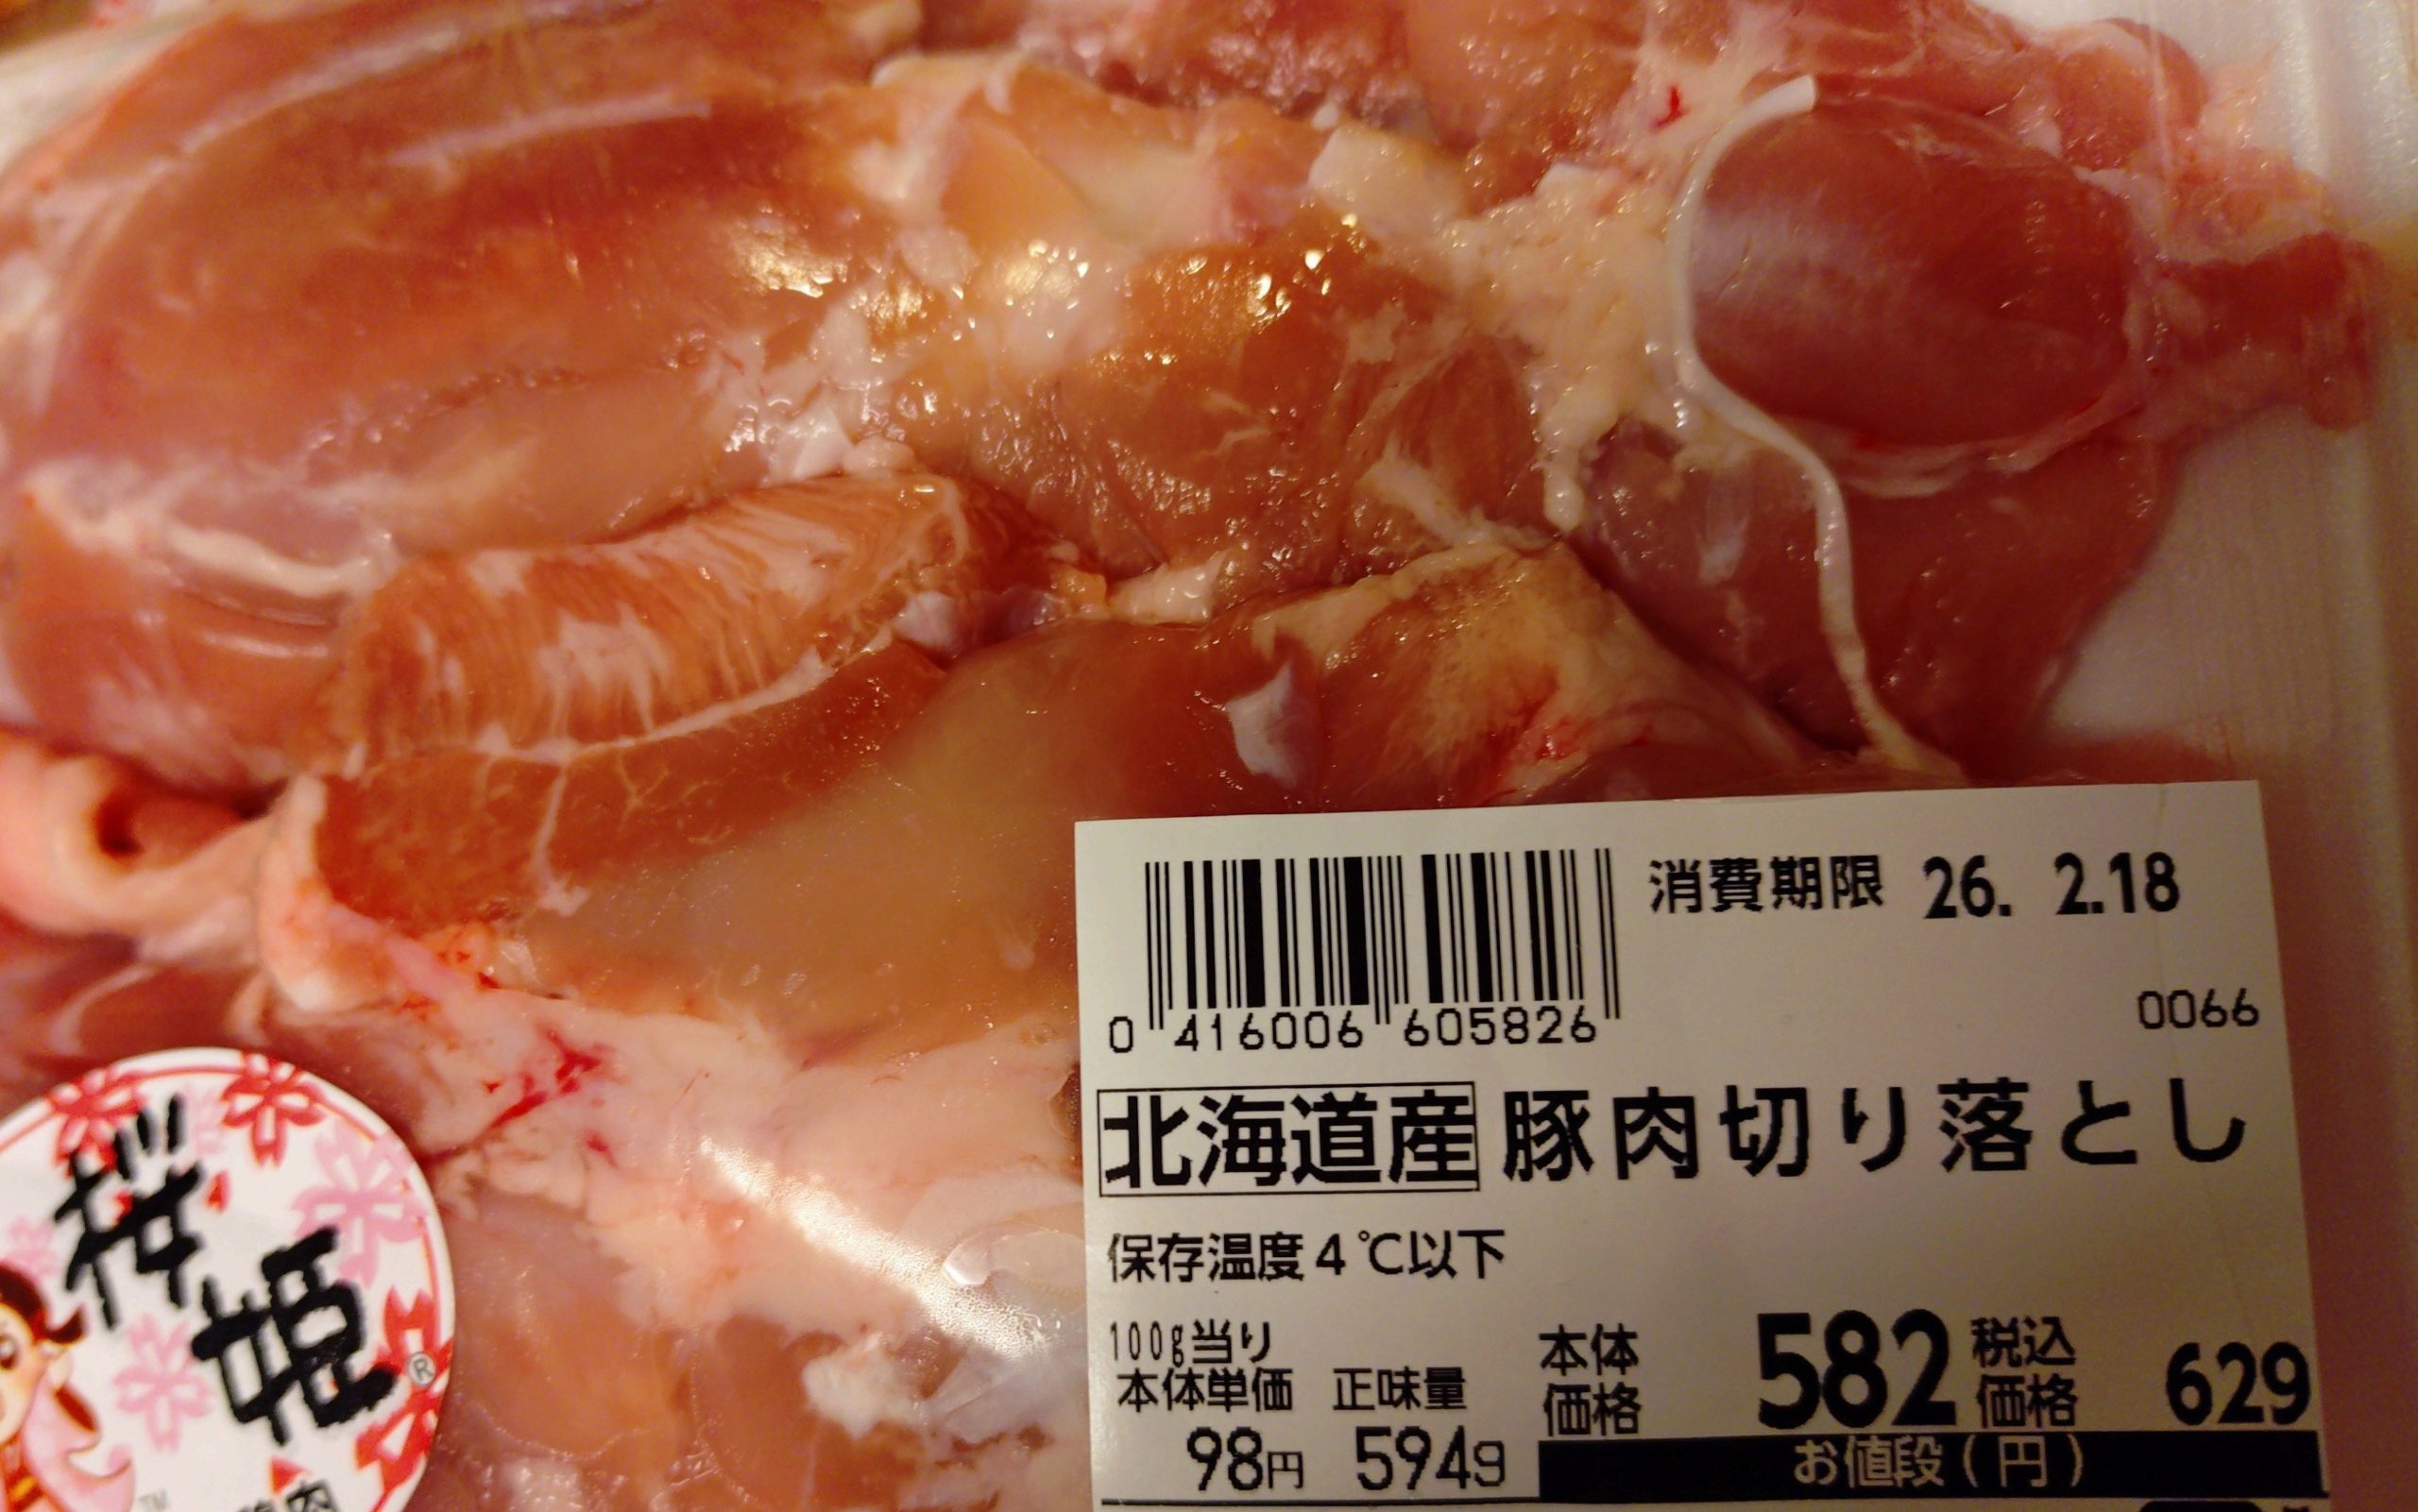 消費期限 26. 2.18
0 416006 605826
0066
北海道産 豚肉切り落とし
保存温度4℃以下
100g当り
本体単価 正味量
98円 594g
本体価格 582 税込価格 629
お値段(円)
桜姫®
TM